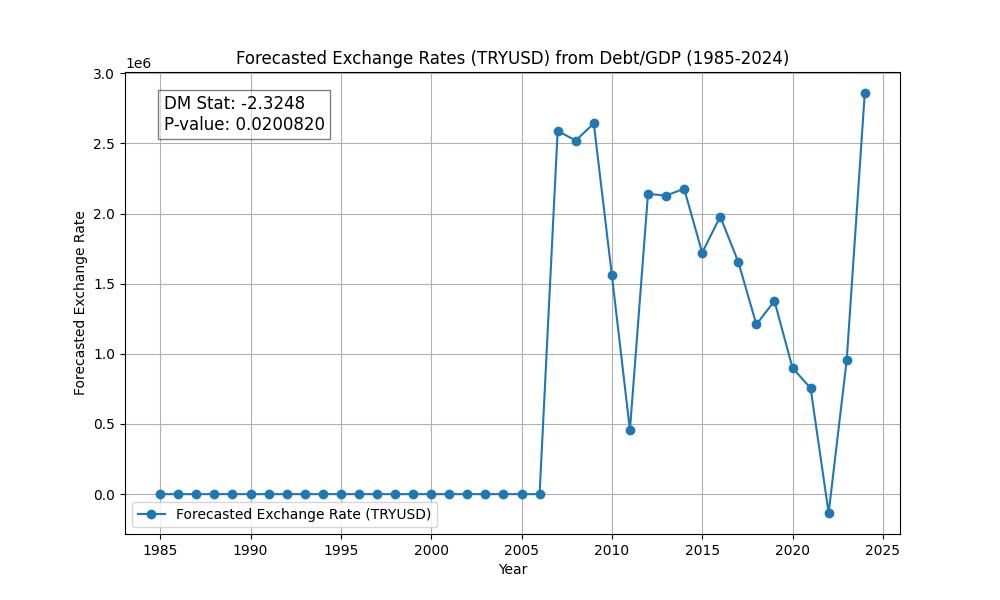 Forecasted Exchange Rates (TRYUSD) from Debt/GDP (1985-2024)
1e6
DM Stat: -2.3248
P-value: 0.0200820
3.0
2.5
2.0
1.5
1.0
0.5
0.0
Forecasted Exchange Rate
Forecasted Exchange Rate (TRYUSD)
1985 1990 1995 2000 2005 2010 2015 2020 2025
Year